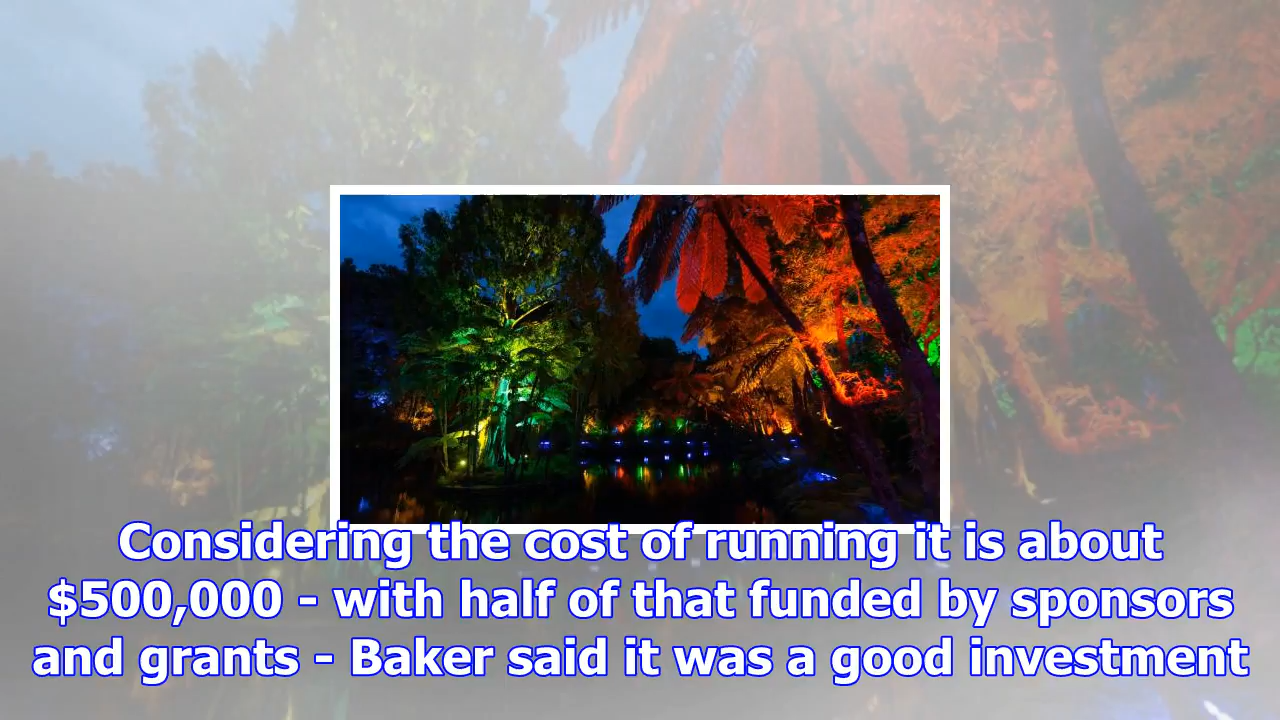 Considering the cost of running it is about
$500,000 - with half of that funded by sponsors
and grants - Baker said it was a good investment